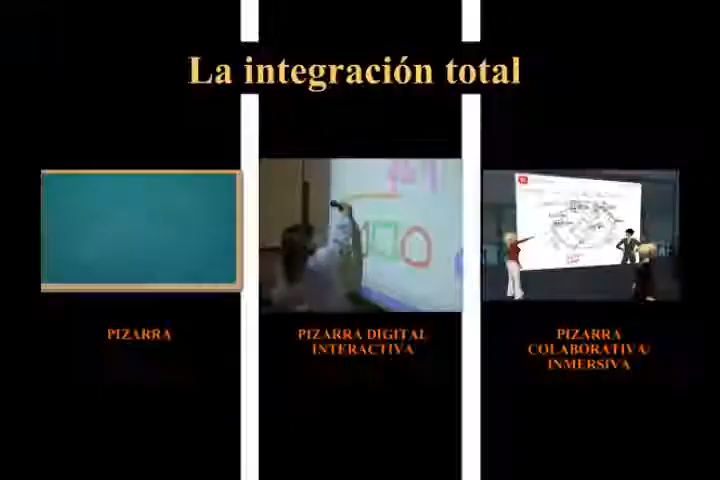 La integración total
PIZARRA
PIZARRA DIGITAL
INTERACTIVA
PIZARRA
COLABORATIVA/
INMERSIVA